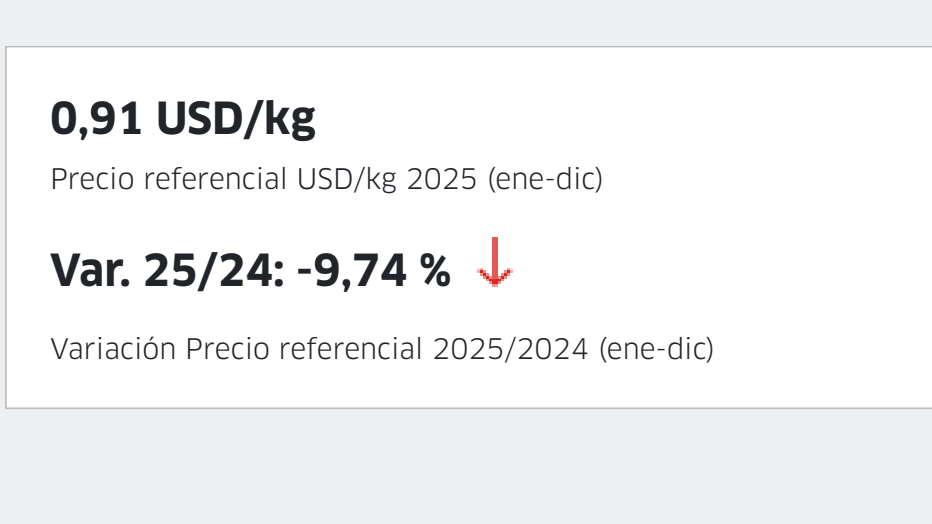 0,91 USD/kg
Precio referencial USD/kg 2025 (ene-dic)
Var. 25/24: -9,74 %
Variación Precio referencial 2025/2024 (ene-dic)